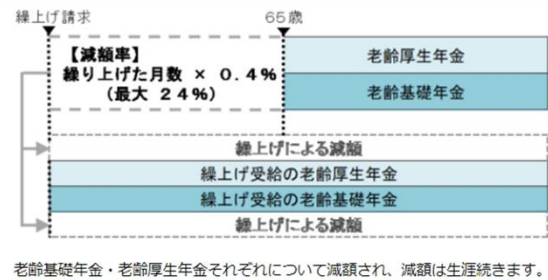 繰上げ請求
65歳
【減額率】
繰り上げた月数 × 0.4%
(最大 24%)
老齢厚生年金
老齢基礎年金
繰上げによる減額
繰上げ受給の老齢厚生年金
繰上げ受給の老齢基礎年金
繰上げによる減額
老齢基礎年金・老齢厚生年金それぞれについて減額され、減額は生涯続きます。